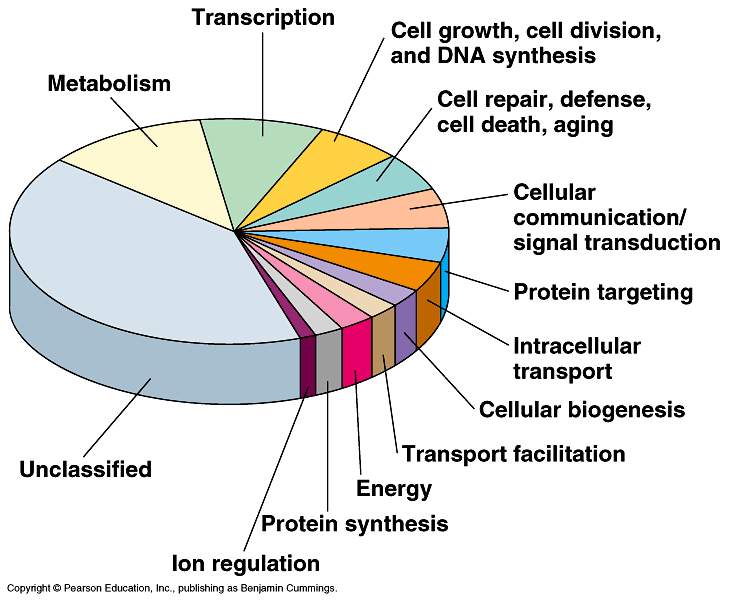 Transcription
Cell growth, cell division,
and DNA synthesis
Metabolism
Cell repair, defense,
cell death, aging
Cellular
communication/
signal transduction
Protein targeting
Intracellular
transport
Cellular biogenesis
Transport facilitation
Unclassified
Energy
Protein synthesis
Ion regulation
Copyright © Pearson Education, Inc., publishing as Benjamin Cummings.